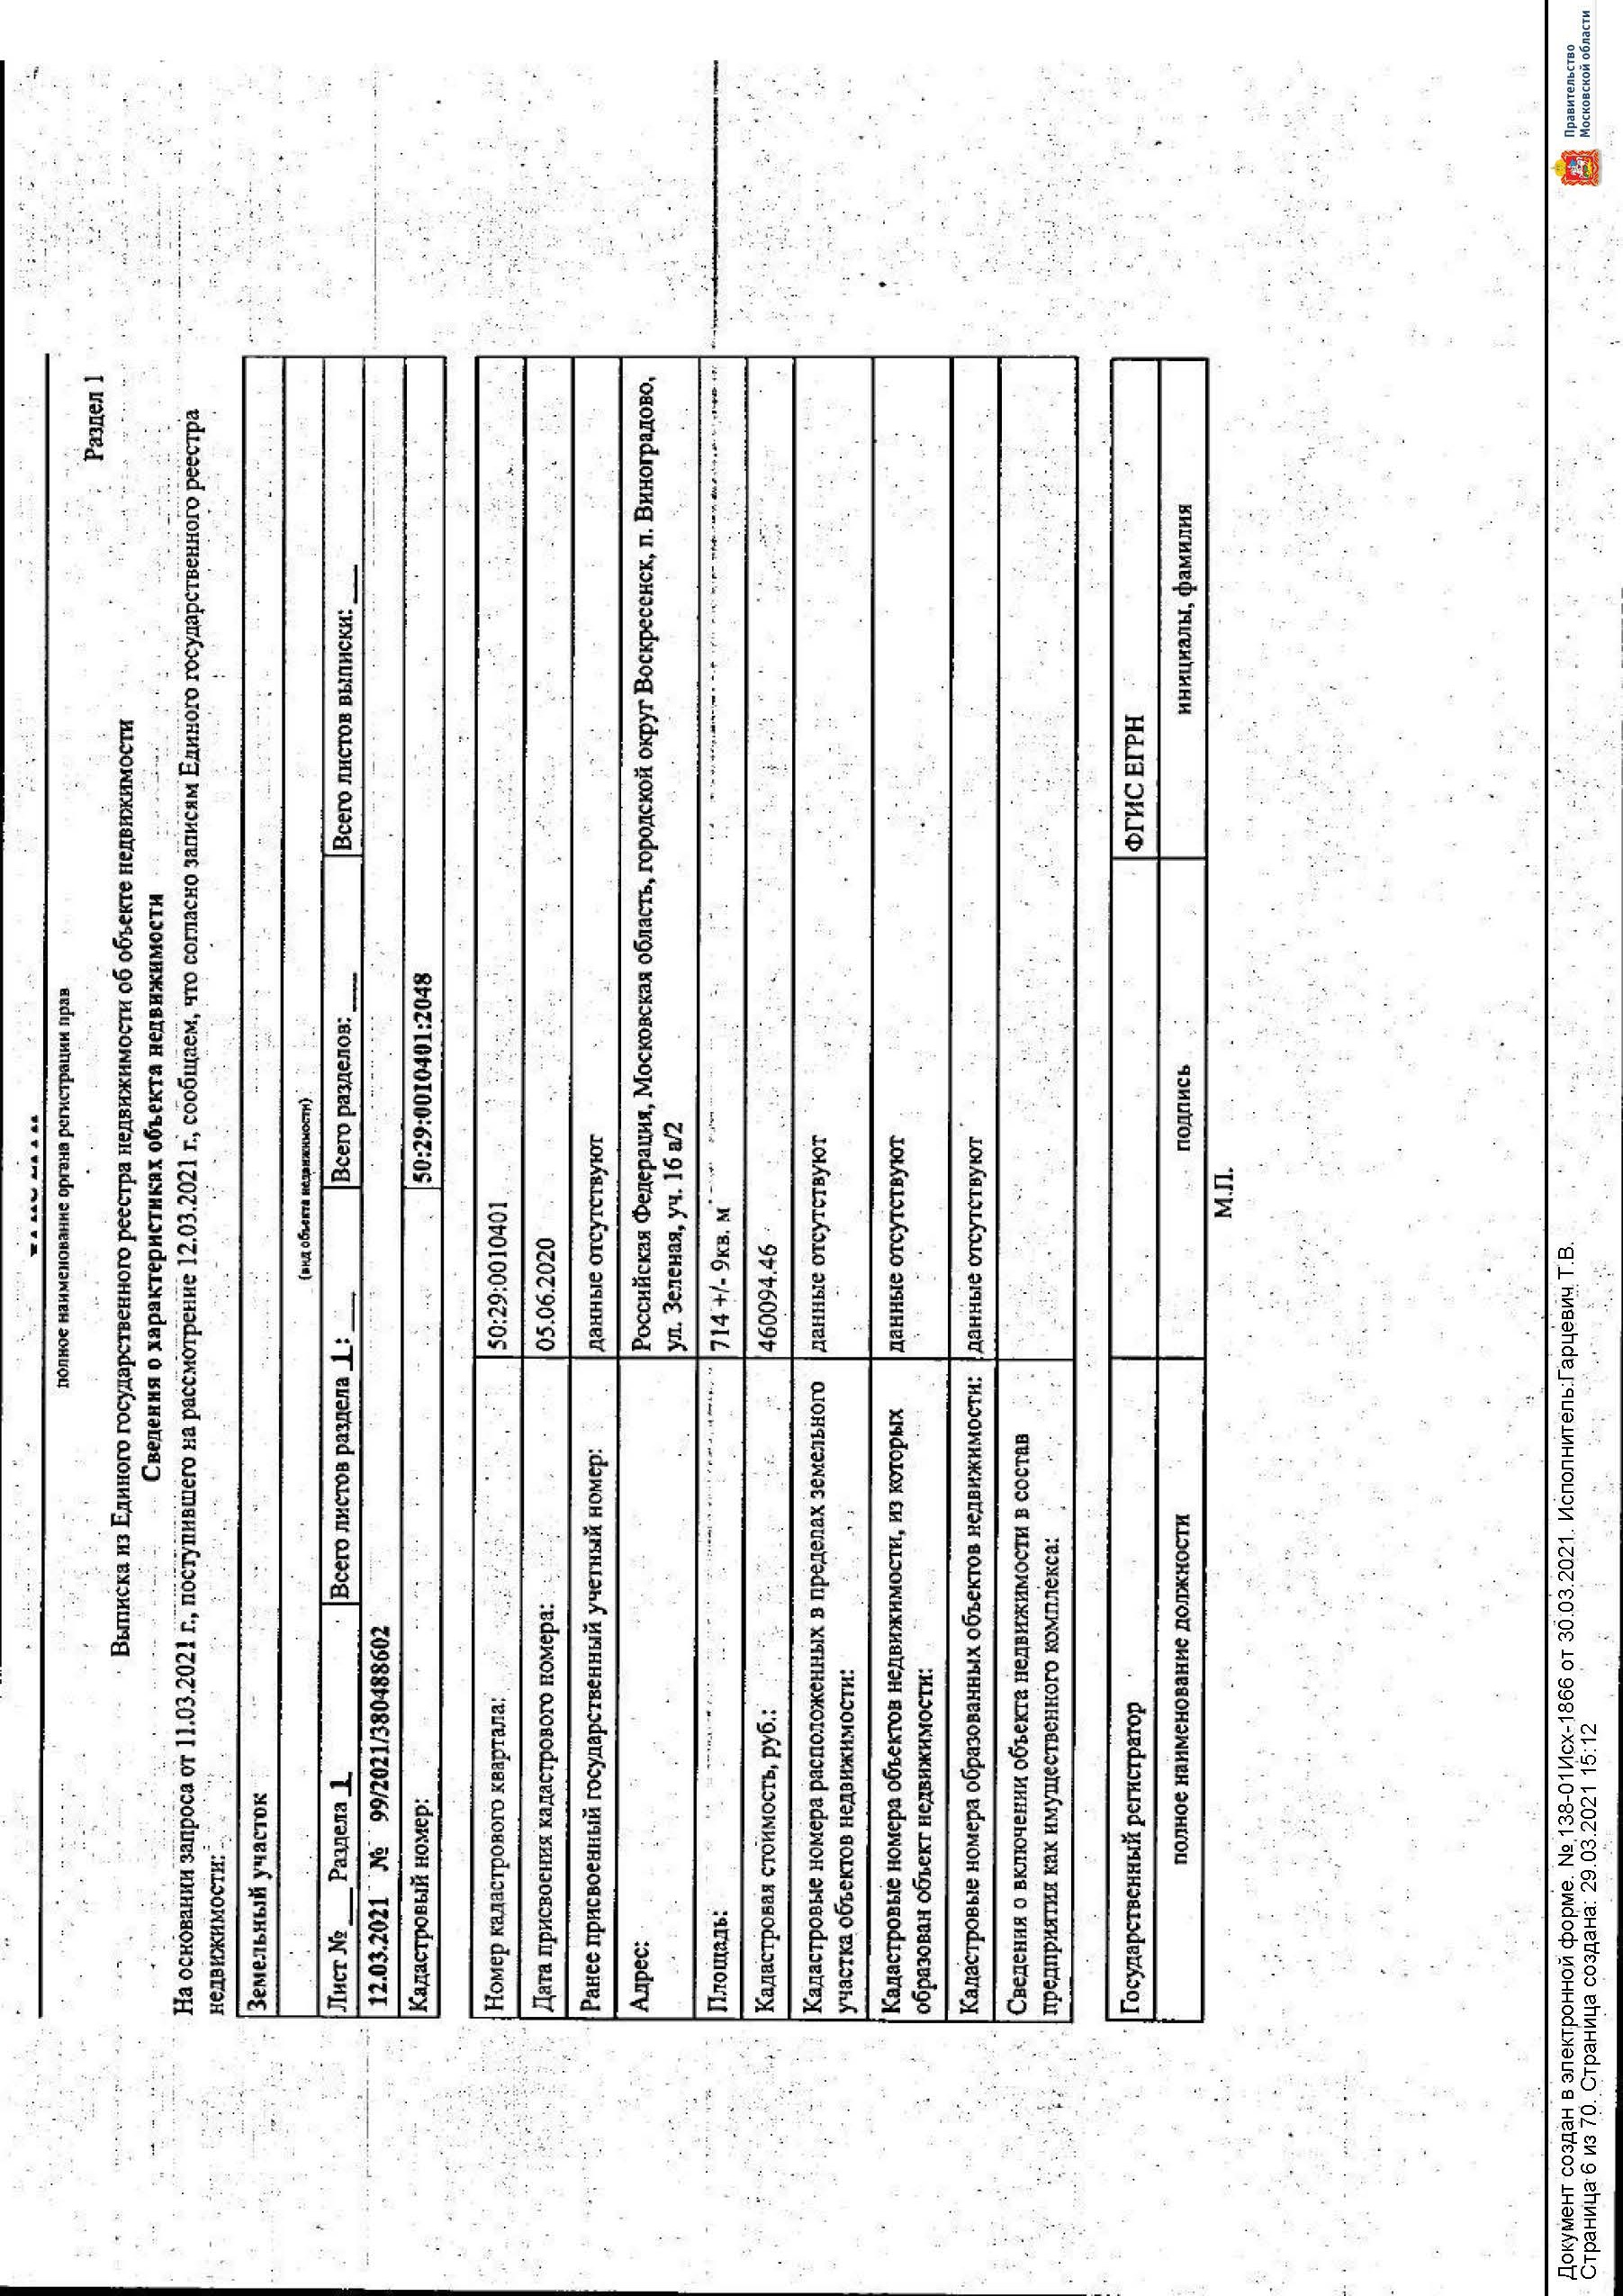 полное наименование органа регистрации прав
Раздел 1
Выписка из Единого государственного реестра недвижимости об объекте недвижимости
Сведения о характеристиках объекта недвижимости
На основании запроса от 11.03.2021 г., поступившего на рассмотрение 12.03.2021 г., сообщаем, что согласно записям Единого государственного реестра
недвижимости:
Земельный участок
(вид объекта недвижимости)
Лист № ___ Раздела 1 Всего листов раздела 1: ___ Всего разделов: ___ Всего листов выписки: ___
12.03.2021 № 99/2021/380488602
Кадастровый номер: 50:29:0010401:2048
Номер кадастрового квартала: 50:29:0010401
Дата присвоения кадастрового номера: 05.06.2020
Ранее присвоенный государственный учетный номер: данные отсутствуют
Адрес: Российская Федерация, Московская область, городской округ Воскресенск, п. Виноградово,
ул. Зеленая, уч. 16 а/2
Площадь: 714 +/- 9кв. м
Кадастровая стоимость, руб.: 460094.46
Кадастровые номера расположенных в пределах земельного
участка объектов недвижимости: данные отсутствуют
Кадастровые номера объектов недвижимости, из которых
образован объект недвижимости: данные отсутствуют
Кадастровые номера образованных объектов недвижимости: данные отсутствуют
Сведения о включении объекта недвижимости в состав
предприятия как имущественного комплекса:
Государственный регистратор ФГИС ЕГРН
полное наименование должности подпись инициалы, фамилия
М.П.
Документ создан в электронной форме. № 138-01Исх-1866 от 30.03.2021. Исполнитель:Гарцевич Т.В.
Страница 6 из 70. Страница создана: 29.03.2021 15:12
Правительство
Московской области